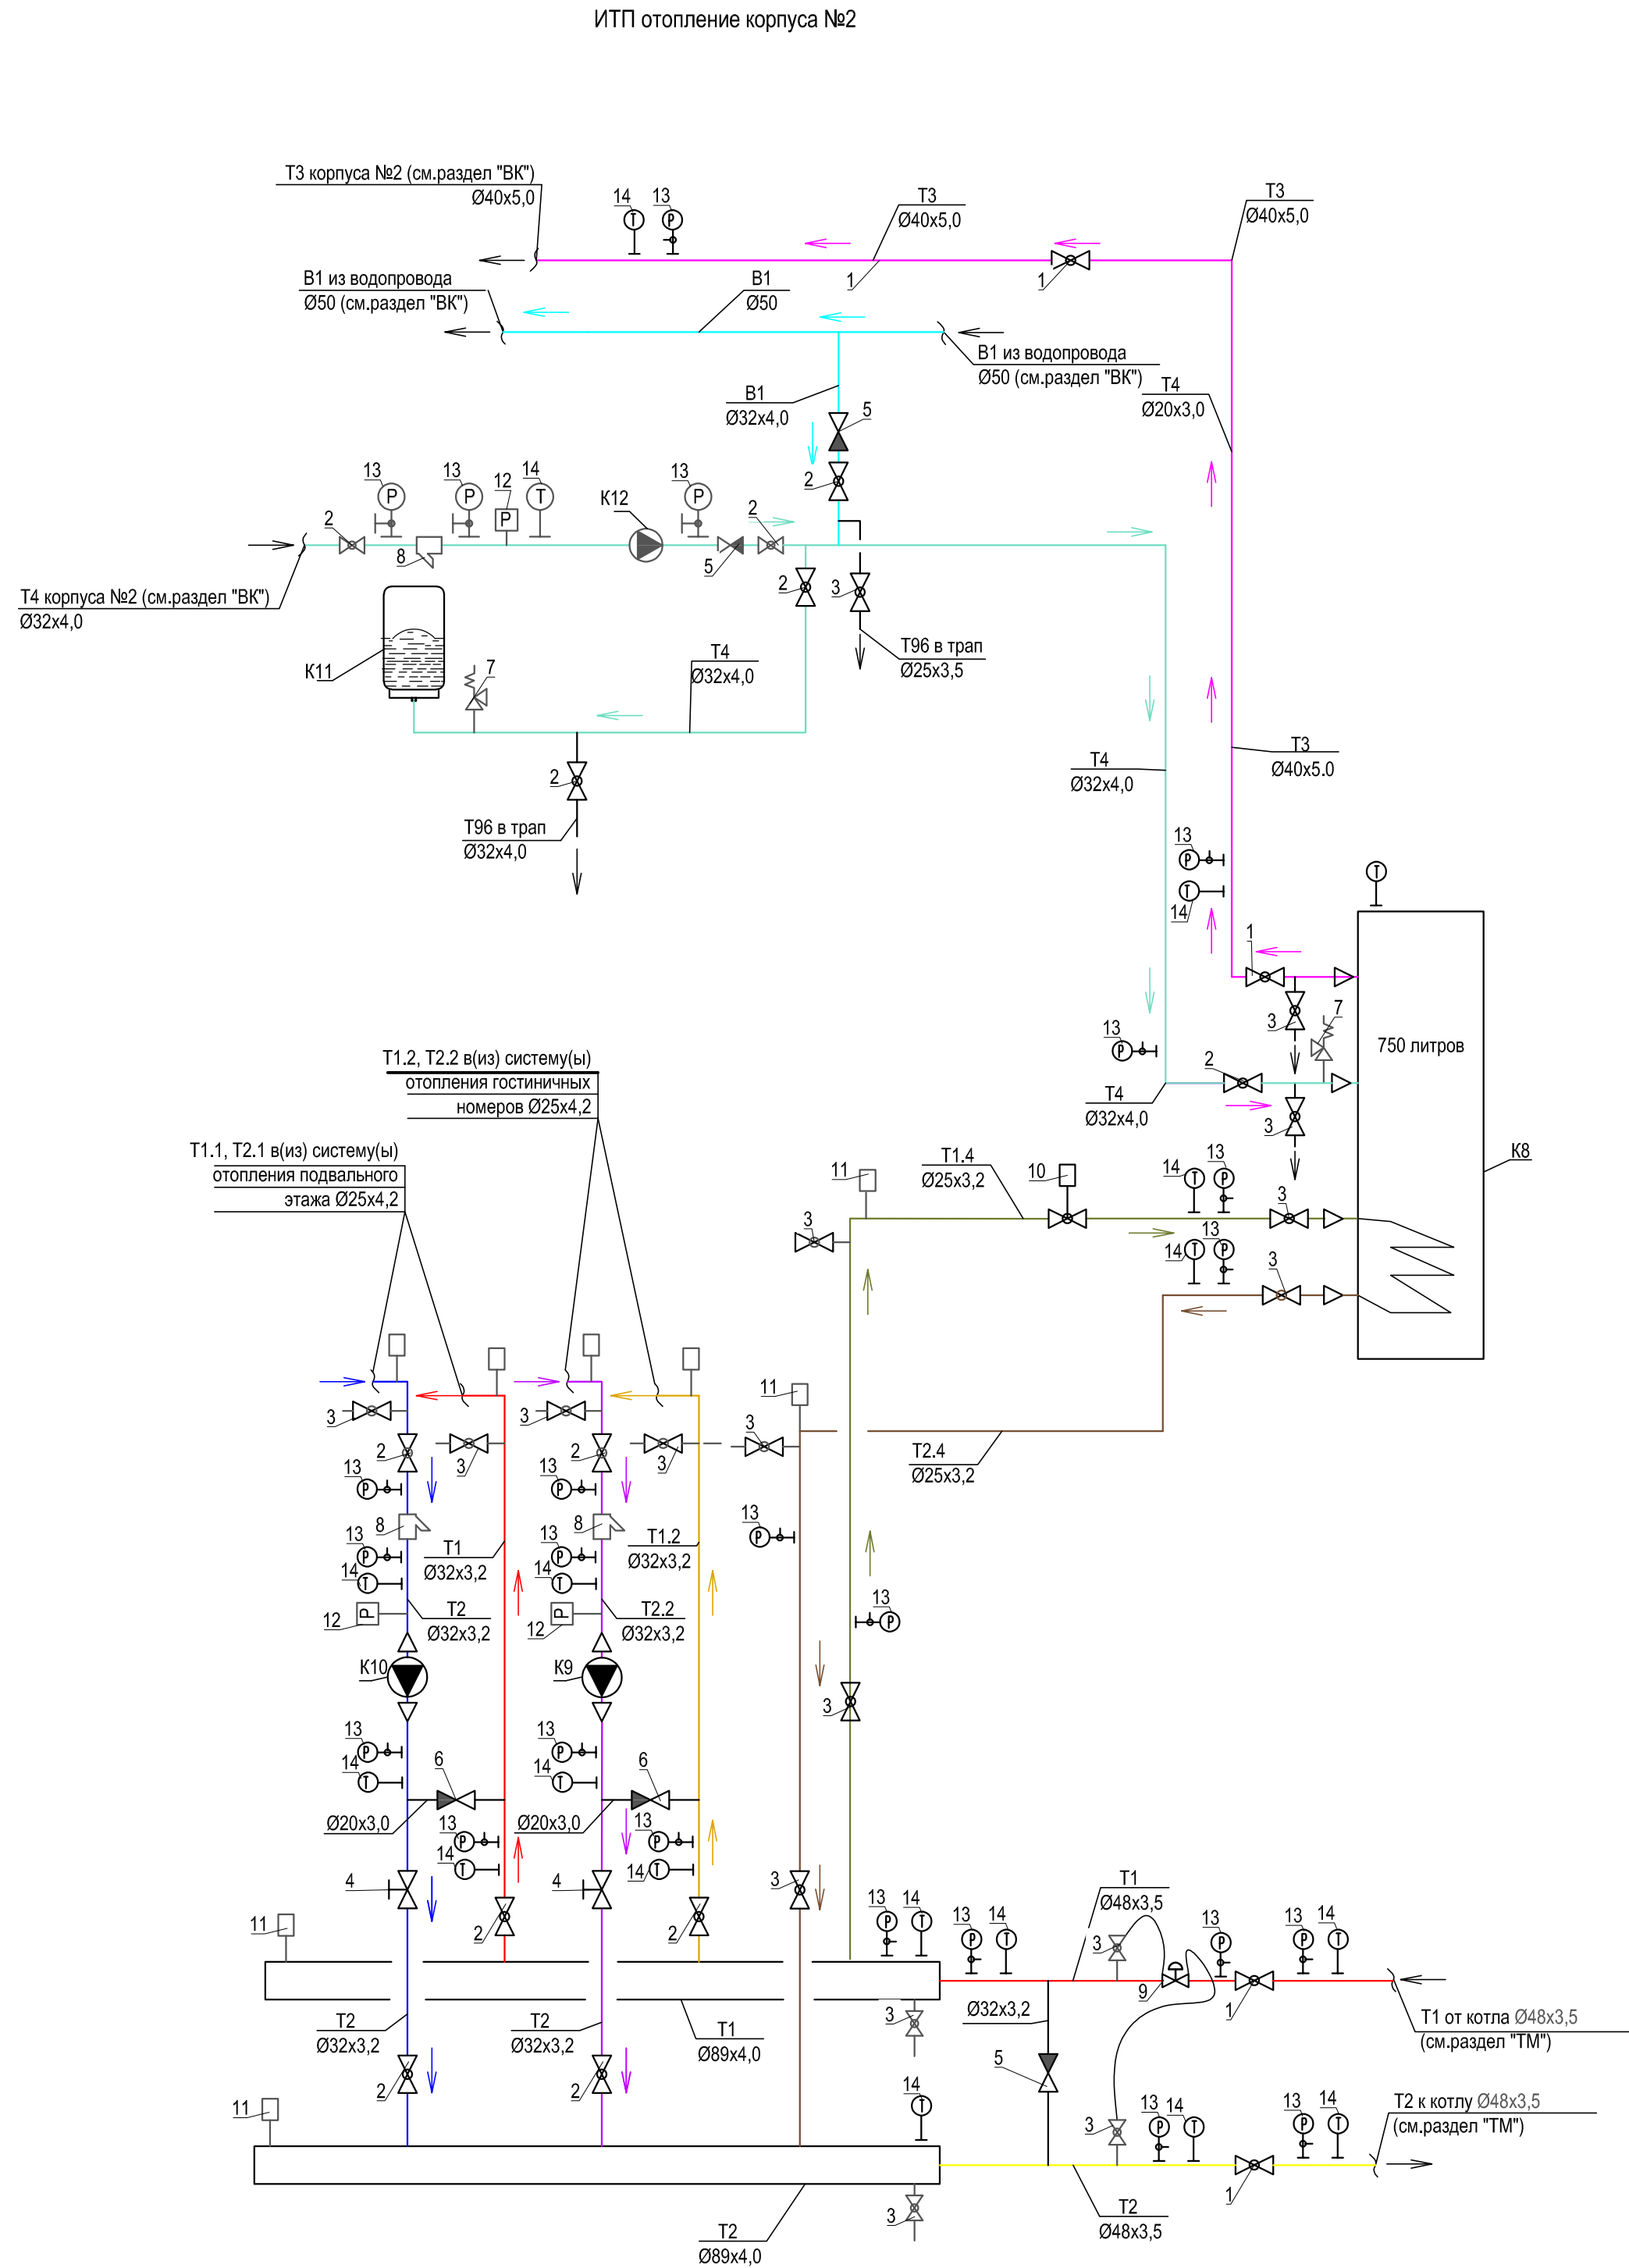 ИТП отопление корпуса №2
Т3 корпуса №2 (см.раздел "ВК")
Ø40х5,0
14
13
Т3
Ø40х5,0
Т3
Ø40х5,0
1
1
В1 из водопровода
Ø50 (см.раздел "ВК")
В1
Ø50
В1 из водопровода
Ø50 (см.раздел "ВК")
В1
Ø32х4,0
5
Т4
Ø20х3,0
13
13
12
14
К12
13
2
2
2
8
5
Т
Р
Р
Р
Р
Т
Р
Т4 корпуса №2 (см.раздел "ВК")
Ø32х4,0
2
3
Т96 в трап
Ø25х3,5
К11
7
Т4
Ø32х4,0
2
Т96 в трап
Ø32х4,0
Т4
Ø32х4,0
Т3
Ø40х5.0
13
Р
14
Т
Т
1
3
7
750 литров
13
Р
2
Т4
Ø32х4,0
3
К8
Т1.2, Т2.2 в(из) систему(ы)
отопления гостиничных
номеров Ø25х4,2
Т1.1, Т2.1 в(из) систему(ы)
отопления подвального
этажа Ø25х4,2
11
Т1.4
Ø25х3,2
10
14
13
Т
Р
3
3
14
13
Т
Р
3
11
3
Т2.4
Ø25х3,2
3
3
3
3
2
2
13
Р
13
Р
13
Р
8
8
13
Р
13
Р
Т1
Ø32х3,2
Т1.2
Ø32х3,2
14
Т
14
Т
12
Р
12
Р
Т2
Ø32х3,2
Т2.2
Ø32х3,2
13
Р
К10
К9
3
13
Р
13
Р
14
Т
14
Т
6
6
Ø20х3,0
Ø20х3,0
13
Р
13
Р
14
Т
14
Т
4
4
3
2
2
11
13
14
Р
Т
13
14
Р
Т
Т1
Ø48х3,5
3
13
Р
13
14
Р
Т
9
1
Т1 от котла Ø48х3,5
(см.раздел "ТМ")
Т2
Ø32х3,2
Т2
Ø32х3,2
Т1
Ø89х4,0
3
Ø32х3,2
5
2
2
11
14
Т
3
13
14
Р
Т
13
14
Р
Т
Т2 к котлу Ø48х3,5
(см.раздел "ТМ")
1
3
Т2
Ø89х4,0
Т2
Ø48х3,5